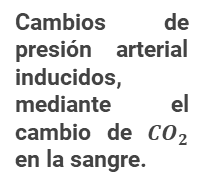 Cambios de
presión arterial
inducidos,
mediante el
cambio de CO₂
en la sangre.